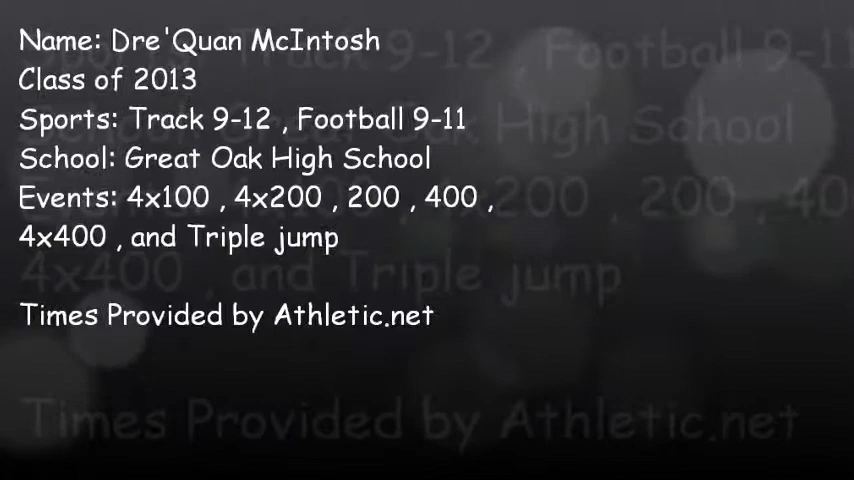 Name: Dre'Quan McIntosh
Class of 2013
Sports: Track 9-12 , Football 9-11
School: Great Oak High School
Events: 4x100 , 4x200 , 200 , 400 ,
4x400 , and Triple jump
Times Provided by Athletic.net